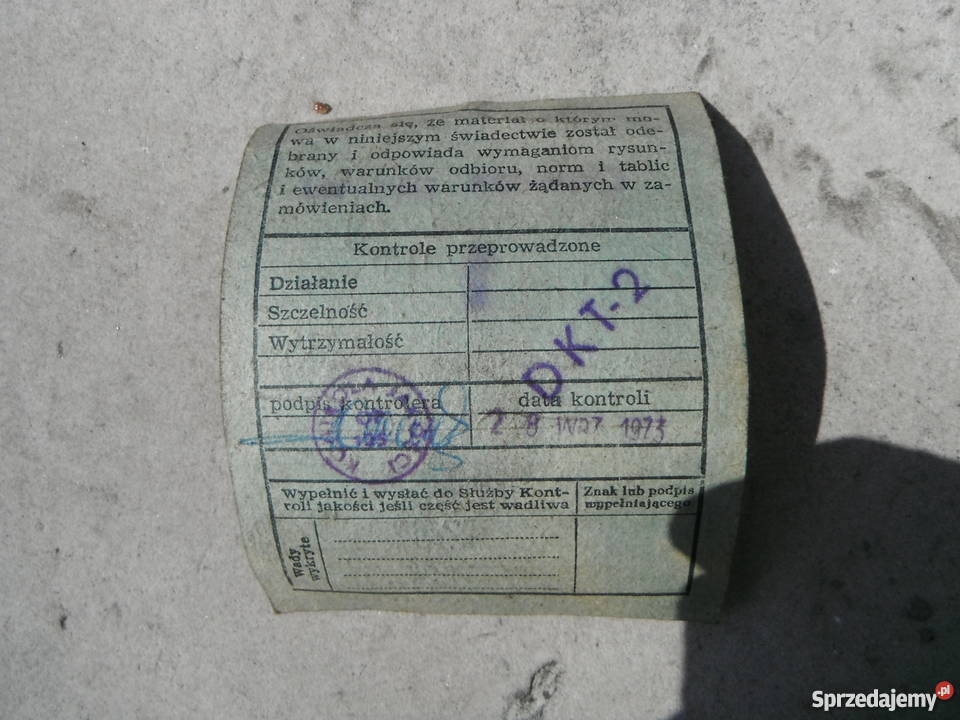 Oświadcza się, że materiał o którym mo-
wa w niniejszym świadectwie został ode-
brany i odpowiada wymaganiom rysun-
ków, warunków odbioru, norm i tablic
i ewentualnych warunków żądanych w za-
mówieniach.
Kontrole przeprowadzone
Działanie
Szczelność
Wytrzymałość
DKT-2
podpis kontrolera
data kontroli
2 8 WRZ 1973
Wypełnić i wysłać do Służby Kont-
roli jakości jeśli część jest wadliwa
Znak lub podpis
wypełniającego
Wady
wykryte
Sprzedajemy.pl